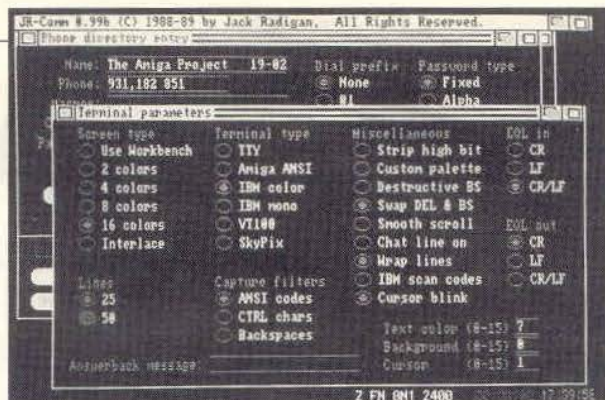 JR-Comm 0.99b (C) 1988-89 by Jack Radigan, All Rights Reserved.
Phone directory entry
Name: The Amiga Project 19-02
Dial prefix
Password type
Phone: 931,182 851
None
Fixed
#1
Alpha
Terminal parameters
Screen type
Use Workbench
2 colors
4 colors
8 colors
16 colors
Interlace
Lines
25
50
Terminal type
TTY
Amiga ANSI
IBM color
IBM mono
VT100
SkyPix
Capture filters
ANSI codes
CTRL chars
Backspaces
Miscellaneous
Strip high bit
Custom palette
Destructive BS
Swap DEL & BS
Smooth scroll
Chat line on
Wrap lines
IBM scan codes
Cursor blink
EOL in
CR
LF
CR/LF
EOL out
CR
LF
CR/LF
Text color (0-15) 7
Background (0-15) 0
Cursor (0-15) 1
Answerback message:
2 FN 8N1 2400